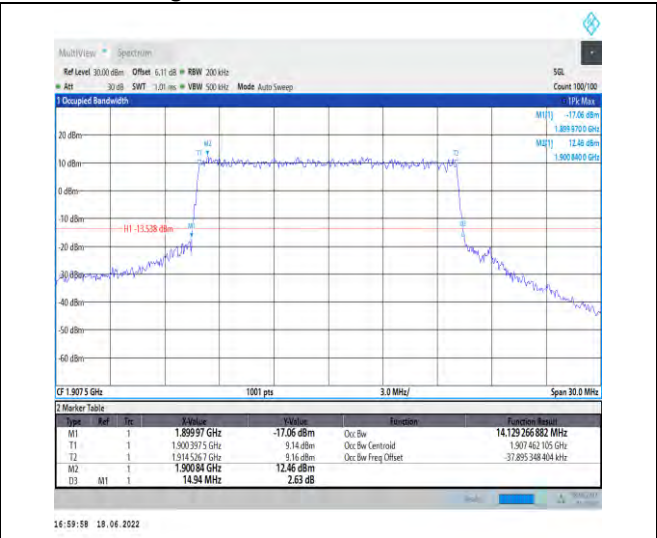 MultiView Spectrum
Ref Level 30.00 dBm Offset 6.11 dB RBW 200 kHz SGL
Att 30 dB SWT 1.01 ms VBW 500 kHz Mode Auto Sweep Count 100/100
1 Occupied Bandwidth 1Pk Max
M1[1] -17.06 dBm
1.899 970 0 GHz
M2[1] 12.46 dBm
1.900 840 0 GHz
20 dBm
M2
T1 T2
10 dBm
0 dBm
-10 dBm
H1 -13.538 dBm
M1 D3
-20 dBm
-30 dBm
-40 dBm
-50 dBm
-60 dBm
CF 1.907 5 GHz 1001 pts 3.0 MHz/ Span 30.0 MHz
2 Marker Table
Type Ref Trc X-Value Y-Value Function Function Result
M1 1 1.89997 GHz -17.06 dBm Occ Bw 14.129 266 882 MHz
T1 1 1.900 397 5 GHz 9.14 dBm Occ Bw Centroid 1.907 462 105 GHz
T2 1 1.914 526 7 GHz 9.16 dBm Occ Bw Freq Offset -37.895 348 404 kHz
M2 1 1.90084 GHz 12.46 dBm
D3 M1 1 14.94 MHz 2.63 dB
16:59:58 18.06.2022